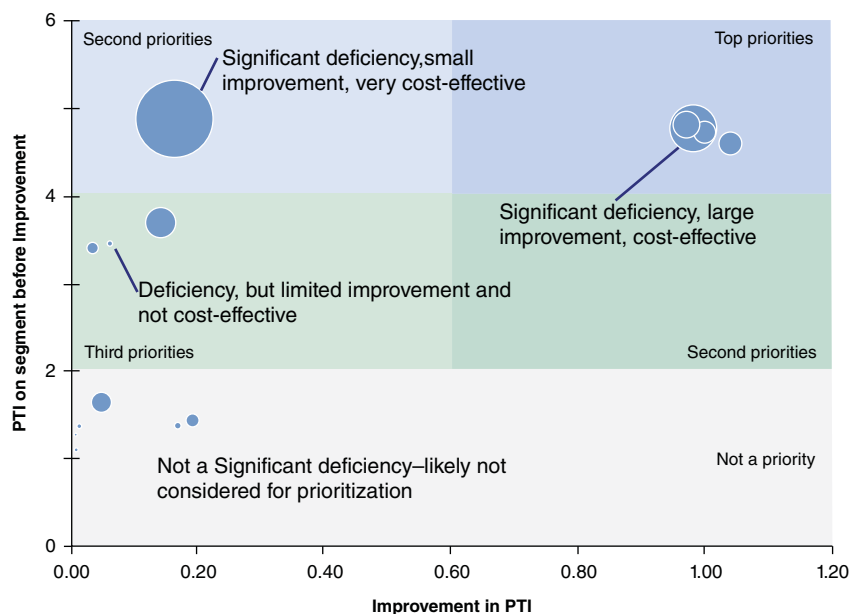 6
Second priorities
Top priorities
Significant deficiency,small
improvement, very cost-effective
4
Significant deficiency, large
improvement, cost-effective
Deficiency, but limited improvement and
not cost-effective
Third priorities
Second priorities
2
Not a Significant deficiency–likely not
considered for prioritization
Not a priority
0
PTI on segment before Improvement
0.00 0.20 0.40 0.60 0.80 1.00 1.20
Improvement in PTI